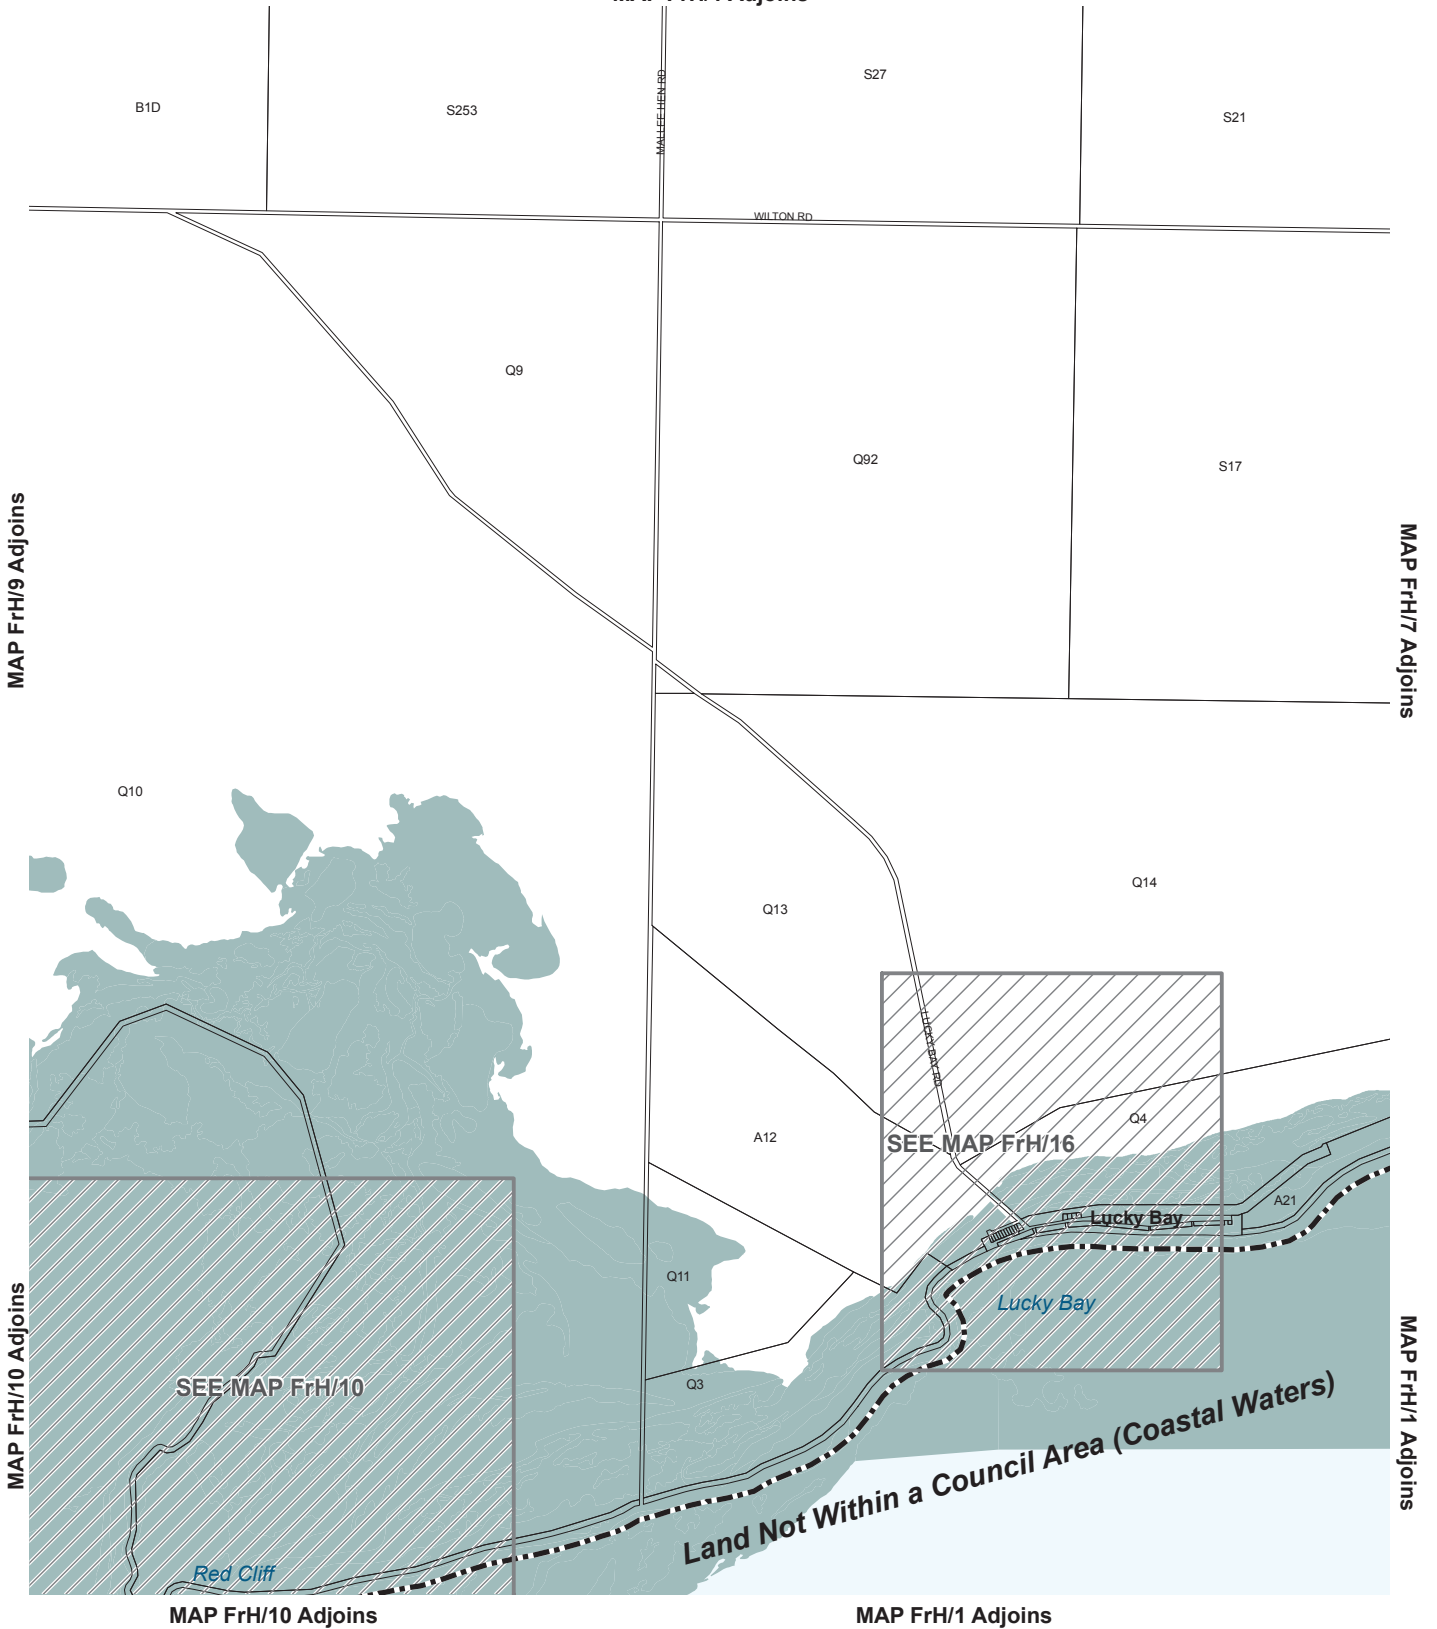 Adjoins
B1D
S253
MALLEE HEN RD
S27
S21
WILTON RD
Q9
Q92
S17
MAP FrH/9 Adjoins
MAP FrH/7 Adjoins
Q10
Q13
Q14
LUCKY BAY RD
A12
Q4
SEE MAP FrH/16
A21
Lucky Bay
Q11
Lucky Bay
Q3
SEE MAP FrH/10
MAP FrH/10 Adjoins
MAP FrH/1 Adjoins
Land Not Within a Council Area (Coastal Waters)
Red Cliff
MAP FrH/10 Adjoins
MAP FrH/1 Adjoins